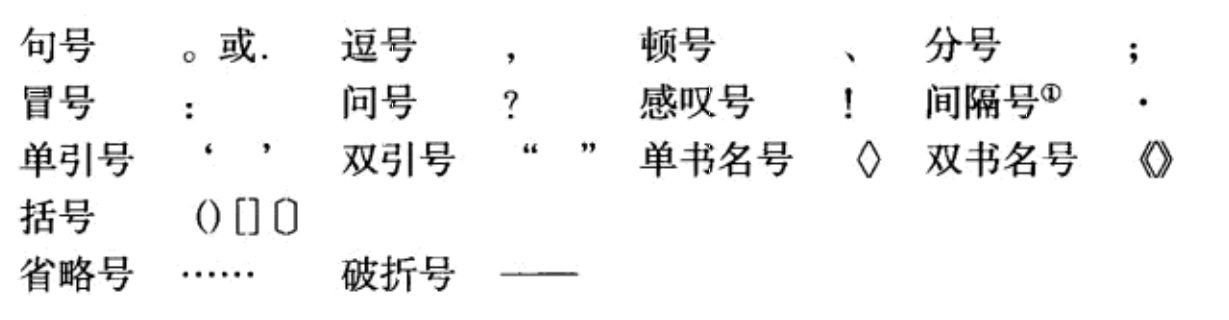 句号 。或. 逗号 , 顿号 、 分号 ;
冒号 : 问号 ? 感叹号 ! 间隔号① ·
单引号 ‘ ’ 双引号 “ ” 单书名号 〈〉 双书名号 《》
括号 () [] 〔〕
省略号 …… 破折号 ——